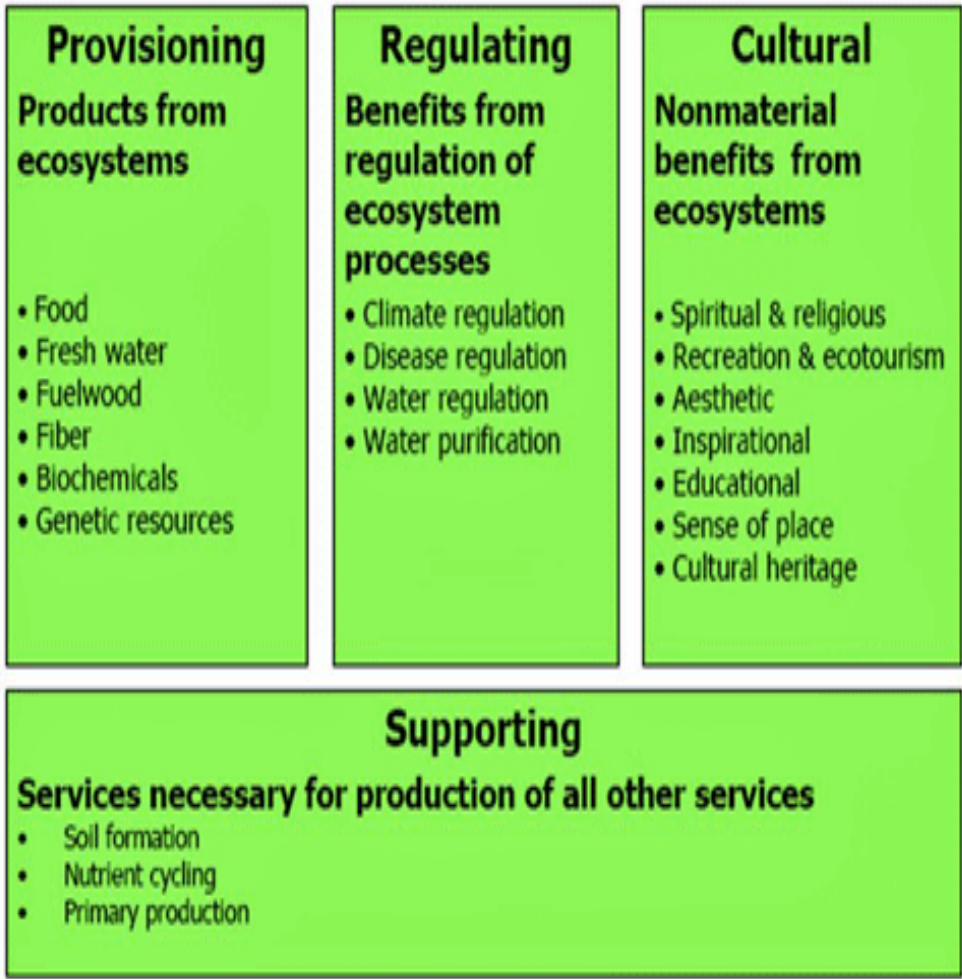 Provisioning
Products from
ecosystems
• Food
• Fresh water
• Fuelwood
• Fiber
• Biochemicals
• Genetic resources
Regulating
Benefits from
regulation of
ecosystem
processes
• Climate regulation
• Disease regulation
• Water regulation
• Water purification
Cultural
Nonmaterial
benefits from
ecosystems
• Spiritual & religious
• Recreation & ecotourism
• Aesthetic
• Inspirational
• Educational
• Sense of place
• Cultural heritage
Supporting
Services necessary for production of all other services
• Soil formation
• Nutrient cycling
• Primary production